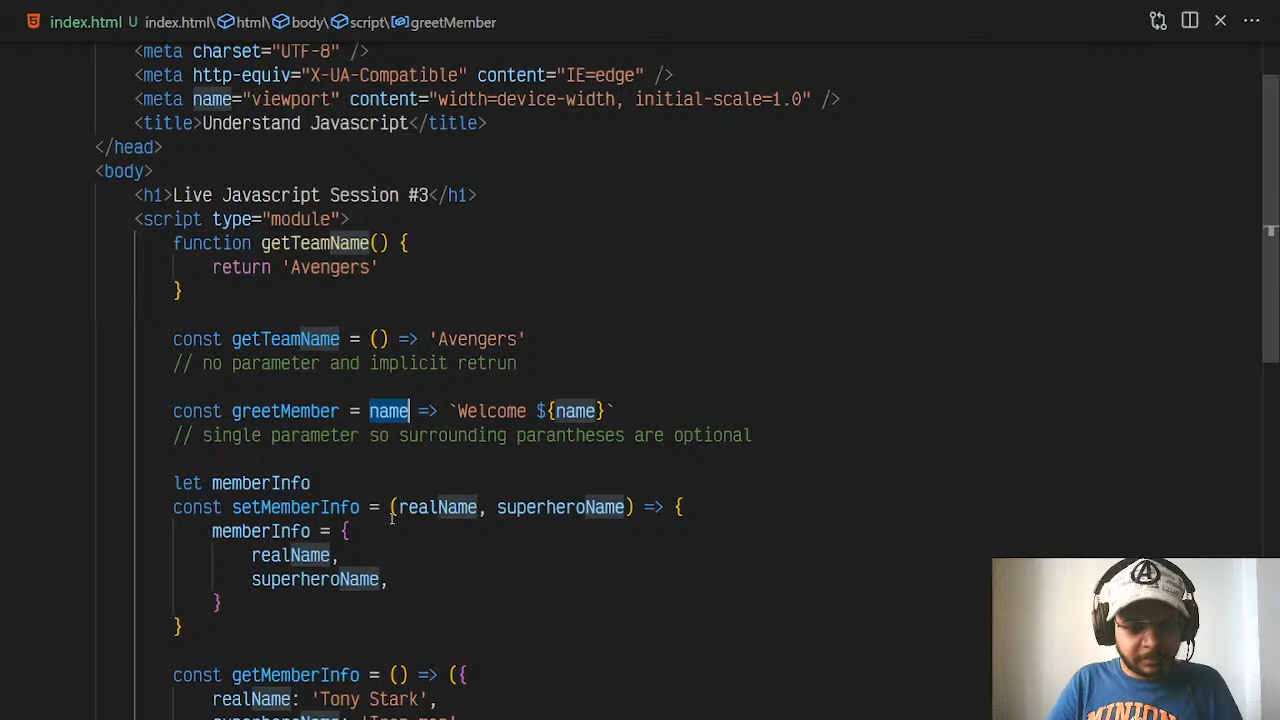 index.html U index.html\html\body\script\greetMember
<meta charset="UTF-8" />
<meta http-equiv="X-UA-Compatible" content="IE=edge" />
<meta name="viewport" content="width=device-width, initial-scale=1.0" />
<title>Understand Javascript</title>
</head>
<body>
<h1>Live Javascript Session #3</h1>
<script type="module">
function getTeamName() {
return 'Avengers'
}
const getTeamName = () => 'Avengers'
// no parameter and implicit retrun
const greetMember = name => `Welcome ${name}`
// single parameter so surrounding parantheses are optional
let memberInfo
const setMemberInfo = (realName, superheroName) => {
memberInfo = {
realName,
superheroName,
}
}
const getMemberInfo = () => ({
realName: 'Tony Stark',
superheroName: 'Iron man'
MINION